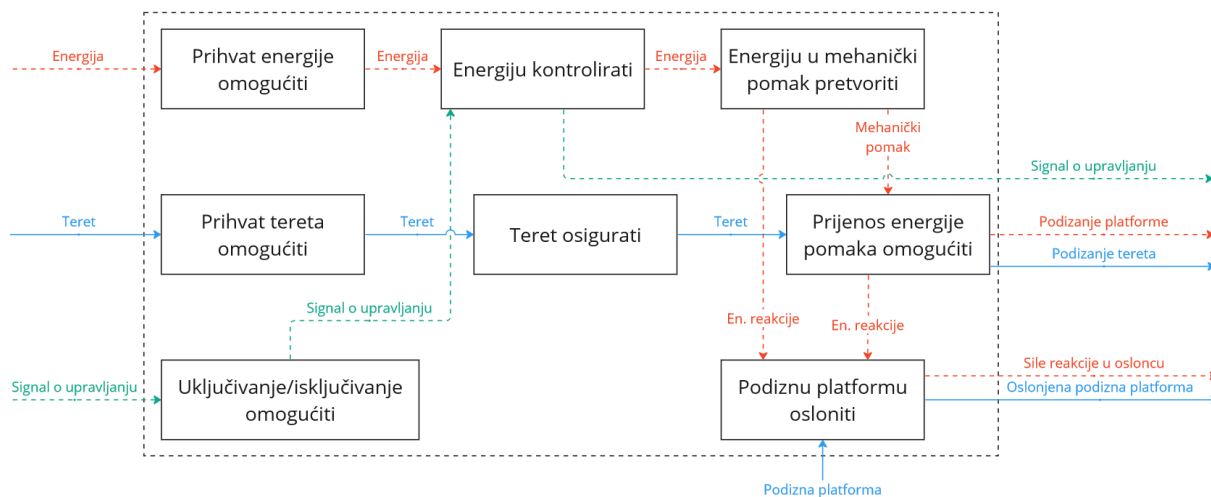 Energija
Prihvat energije
omogućiti
Energija
Energiju kontrolirati
Energija
Energiju u mehanički
pomak pretvoriti
Mehanički
pomak
Signal o upravljanju
Teret
Prihvat tereta
omogućiti
Teret
Teret osigurati
Teret
Prijenos energije
pomaka omogućiti
Podizanje platforme
Podizanje tereta
Signal o upravljanju
En. reakcije
En. reakcije
Signal o upravljanju
Uključivanje/isključivanje
omogućiti
Podiznu platformu
osloniti
Sile reakcije u osloncu
Oslonjena podizna platforma
Podizna platforma